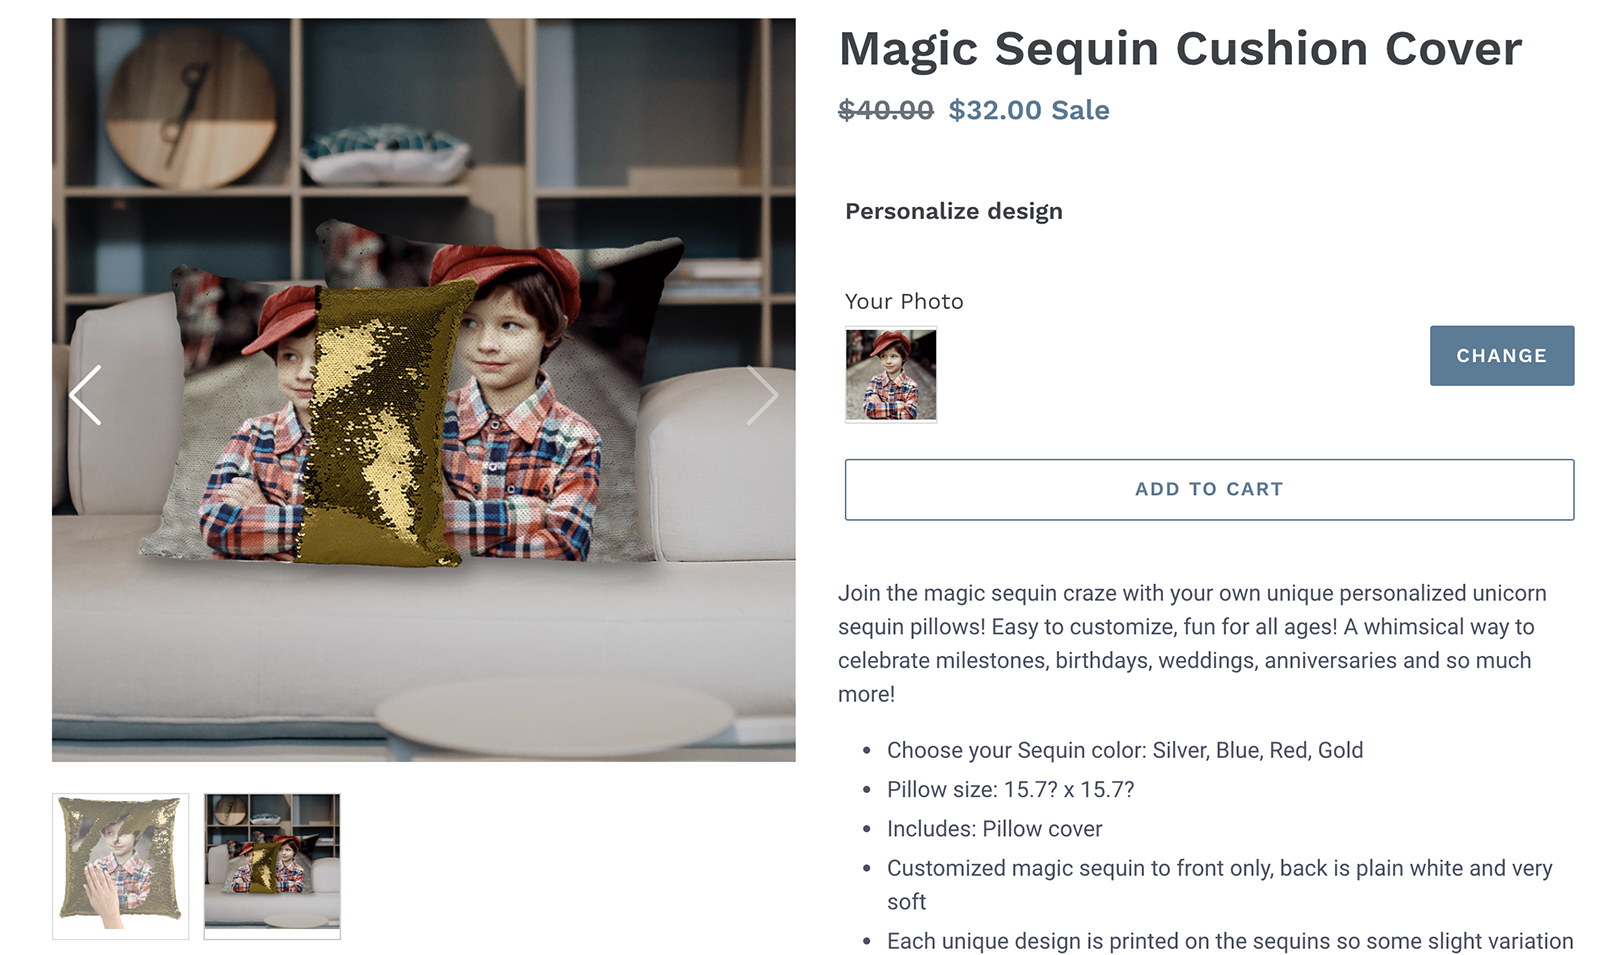 Magic Sequin Cushion Cover
$40.00 $32.00 Sale
Personalize design
Your Photo
CHANGE
ADD TO CART
Join the magic sequin craze with your own unique personalized unicorn
sequin pillows! Easy to customize, fun for all ages! A whimsical way to
celebrate milestones, birthdays, weddings, anniversaries and so much
more!
• Choose your Sequin color: Silver, Blue, Red, Gold
• Pillow size: 15.7? x 15.7?
• Includes: Pillow cover
• Customized magic sequin to front only, back is plain white and very
soft
• Each unique design is printed on the sequins so some slight variation